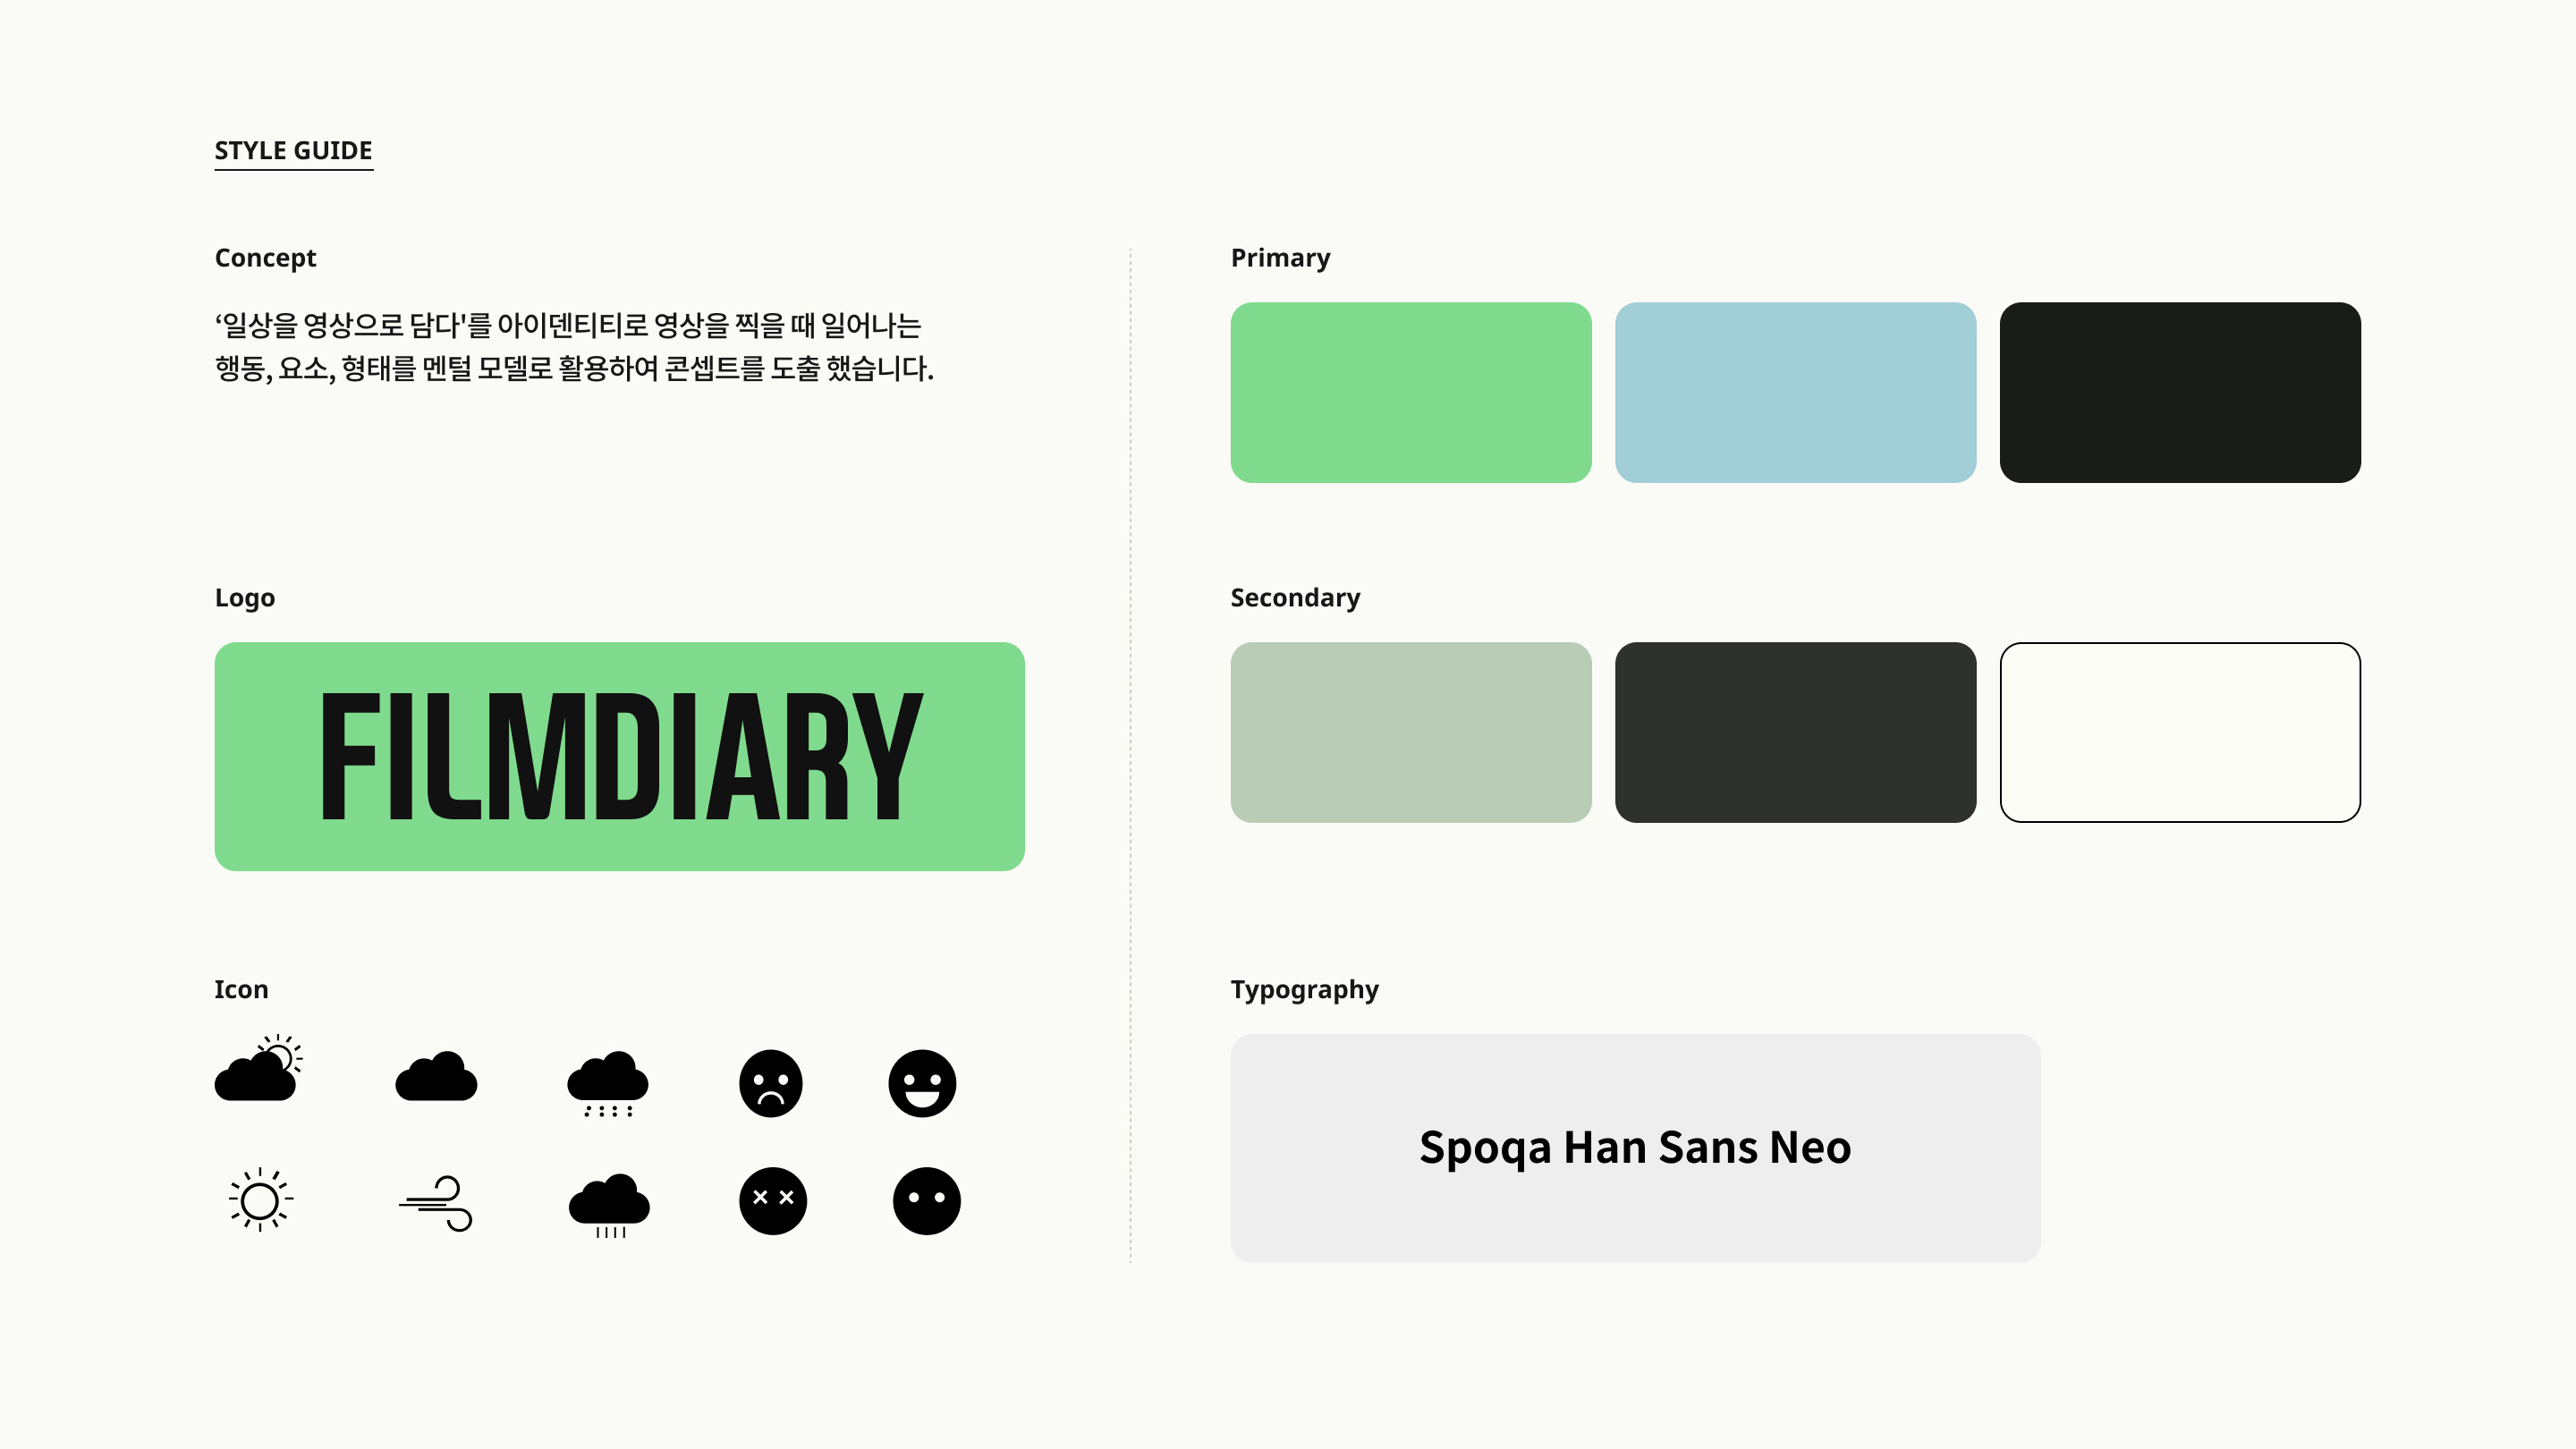 STYLE GUIDE
Concept
‘일상을 영상으로 담다'를 아이덴티티로 영상을 찍을 때 일어나는
행동, 요소, 형태를 멘털 모델로 활용하여 콘셉트를 도출 했습니다.
Logo
FILMDIARY
Icon
Primary
Secondary
Typography
Spoqa Han Sans Neo